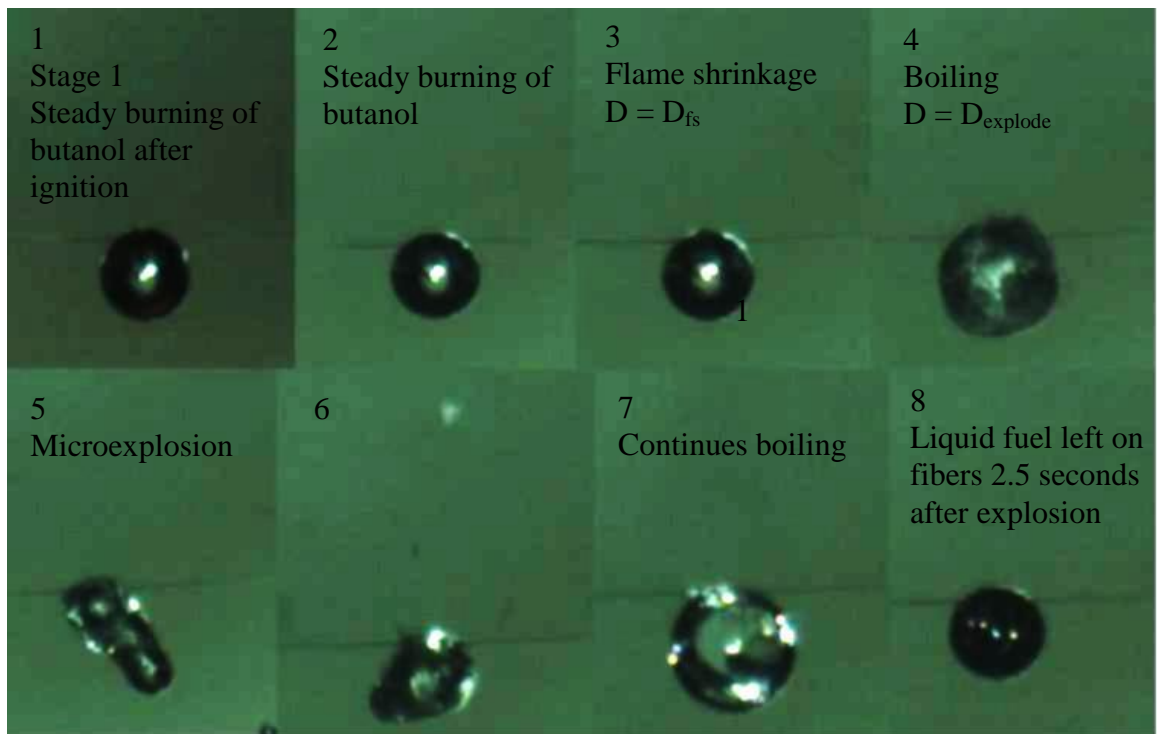 1
Stage 1
Steady burning of
butanol after
ignition
2
Steady burning of
butanol
3
Flame shrinkage
D = Dfs
1
4
Boiling
D = Dexplode
5
Microexplosion
6
7
Continues boiling
8
Liquid fuel left on
fibers 2.5 seconds
after explosion